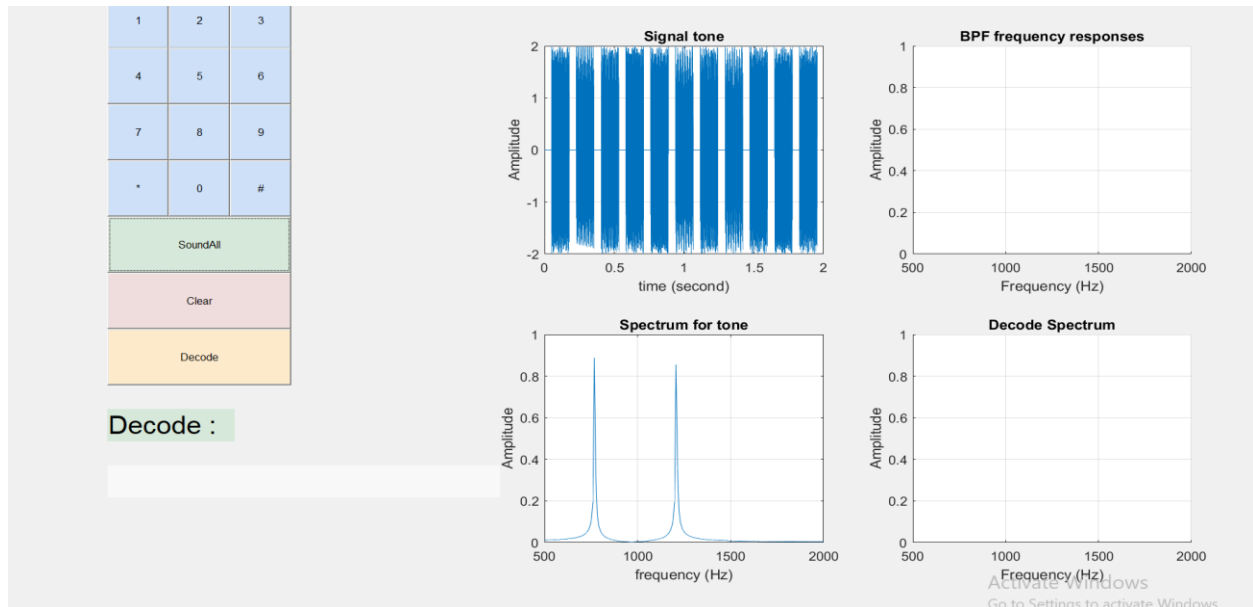 1 2 3
4 5 6
7 8 9
* 0 #
SoundAll
Clear
Decode
Decode :
Signal tone
2
1
0
-1
-2
Amplitude
0 0.5 1 1.5 2
time (second)
BPF frequency responses
1
0.8
0.6
0.4
0.2
0
Amplitude
500 1000 1500 2000
Frequency (Hz)
Spectrum for tone
1
0.8
0.6
0.4
0.2
0
Amplitude
500 1000 1500 2000
frequency (Hz)
Decode Spectrum
1
0.8
0.6
0.4
0.2
0
Amplitude
500 1000 1500 2000
Frequency (Hz)
Activate Windows
Go to Settings to activate Windows.